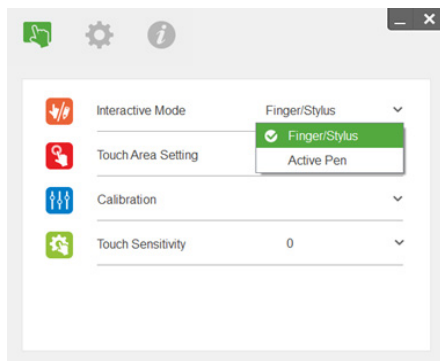 Interactive Mode Finger/Stylus
Finger/Stylus
Touch Area Setting
Active Pen
Calibration
Touch Sensitivity 0